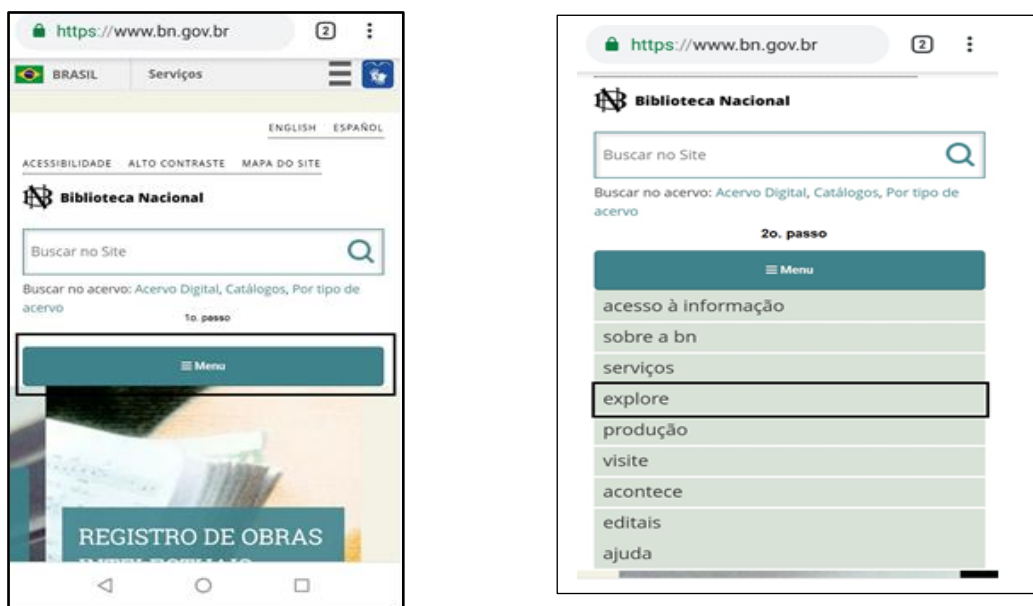 https://www.bn.gov.br 2
BRASIL Serviços
ENGLISH ESPAÑOL
ACESSIBILIDADE ALTO CONTRASTE MAPA DO SITE
Biblioteca Nacional
Buscar no Site
Buscar no acervo: Acervo Digital, Catálogos, Por tipo de
acervo
1o. passo
Menu
REGISTRO DE OBRAS
INTELECTUAIS
https://www.bn.gov.br 2
Biblioteca Nacional
Buscar no Site
Buscar no acervo: Acervo Digital, Catálogos, Por tipo de
acervo
2o. passo
Menu
acesso à informação
sobre a bn
serviços
explore
produção
visite
acontece
editais
ajuda